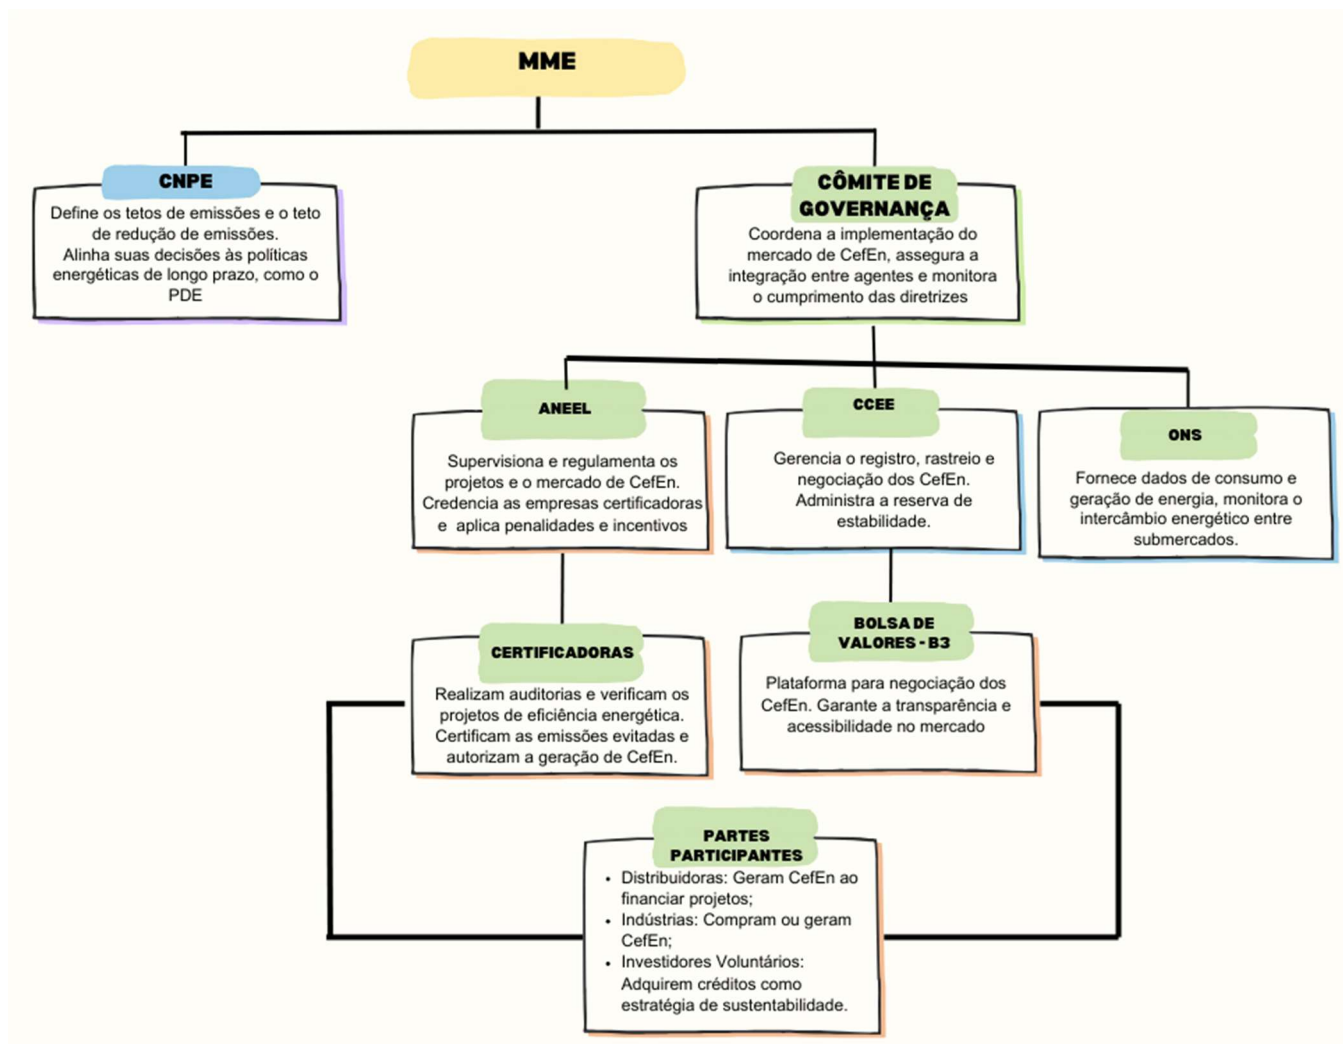 MME
CNPE
Define os tetos de emissões e o teto
de redução de emissões.
Alinha suas decisões às políticas
energéticas de longo prazo, como o
PDE
CÔMITE DE
GOVERNANÇA
Coordena a implementação do
mercado de CefEn, assegura a
integração entre agentes e monitora
o cumprimento das diretrizes
ANEEL
Supervisiona e regulamenta os
projetos e o mercado de CefEn.
Credencia as empresas certificadoras
e aplica penalidades e incentivos
CCEE
Gerencia o registro, rastreio e
negociação dos CefEn.
Administra a reserva de
estabilidade.
ONS
Fornece dados de consumo e
geração de energia, monitora o
intercâmbio energético entre
submercados.
CERTIFICADORAS
Realizam auditorias e verificam os
projetos de eficiência energética.
Certificam as emissões evitadas e
autorizam a geração de CefEn.
BOLSA DE
VALORES - B3
Plataforma para negociação dos
CefEn. Garante a transparência e
acessibilidade no mercado
PARTES
PARTICIPANTES
• Distribuidoras: Geram CefEn ao
financiar projetos;
• Indústrias: Compram ou geram
CefEn;
• Investidores Voluntários:
Adquirem créditos como
estratégia de sustentabilidade.